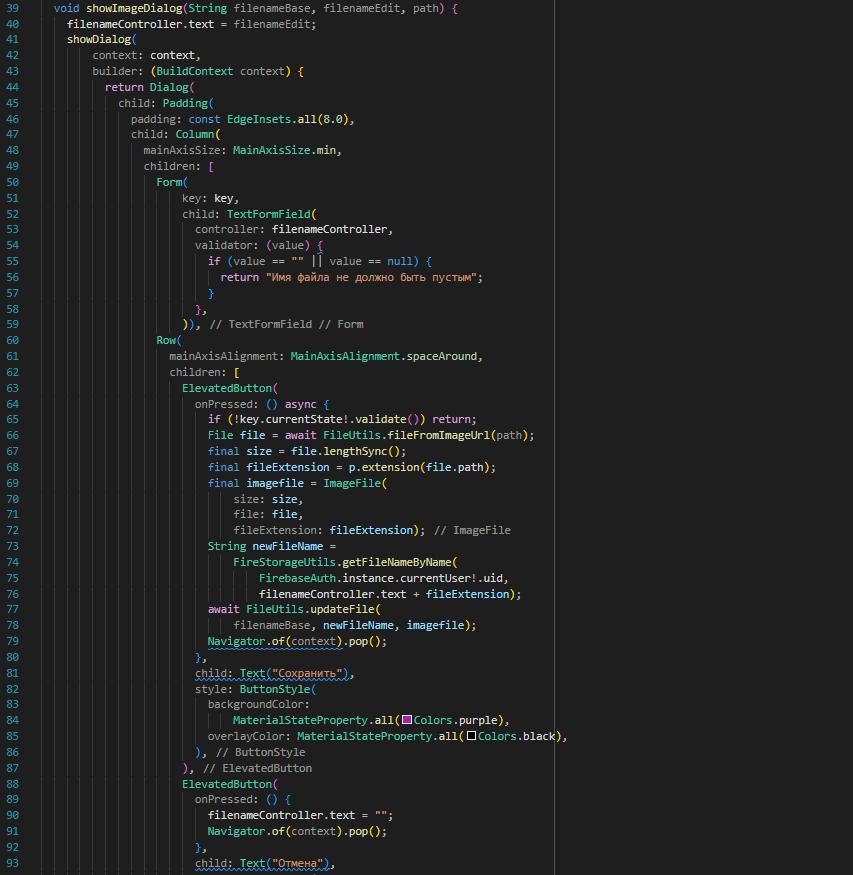 39 void showImageDialog(String filenameBase, filenameEdit, path) {
40 filenameController.text = filenameEdit;
41 showDialog(
42 context: context,
43 builder: (BuildContext context) {
44 return Dialog(
45 child: Padding(
46 padding: const EdgeInsets.all(8.0),
47 child: Column(
48 mainAxisSize: MainAxisSize.min,
49 children: [
50 Form(
51 key: key,
52 child: TextFormField(
53 controller: filenameController,
54 validator: (value) {
55 if (value == "" || value == null) {
56 return "Имя файла не должно быть пустым";
57 }
58 },
59 )), // TextFormField // Form
60 Row(
61 mainAxisAlignment: MainAxisAlignment.spaceAround,
62 children: [
63 ElevatedButton(
64 onPressed: () async {
65 if (!key.currentState!.validate()) return;
66 File file = await FileUtils.fileFromImageUrl(path);
67 final size = file.lengthSync();
68 final fileExtension = p.extension(file.path);
69 final imagefile = ImageFile(
70 size: size,
71 file: file,
72 fileExtension: fileExtension); // ImageFile
73 String newFileName =
74 FireStorageUtils.getFileNameByName(
75 FirebaseAuth.instance.currentUser!.uid,
76 filenameController.text + fileExtension);
77 await FileUtils.updateFile(
78 filenameBase, newFileName, imagefile);
79 Navigator.of(context).pop();
80 },
81 child: Text("Сохранить"),
82 style: ButtonStyle(
83 backgroundColor:
84 MaterialStateProperty.all(Colors.purple),
85 overlayColor: MaterialStateProperty.all(Colors.black),
86 ), // ButtonStyle
87 ), // ElevatedButton
88 ElevatedButton(
89 onPressed: () {
90 filenameController.text = "";
91 Navigator.of(context).pop();
92 },
93 child: Text("Отмена"),